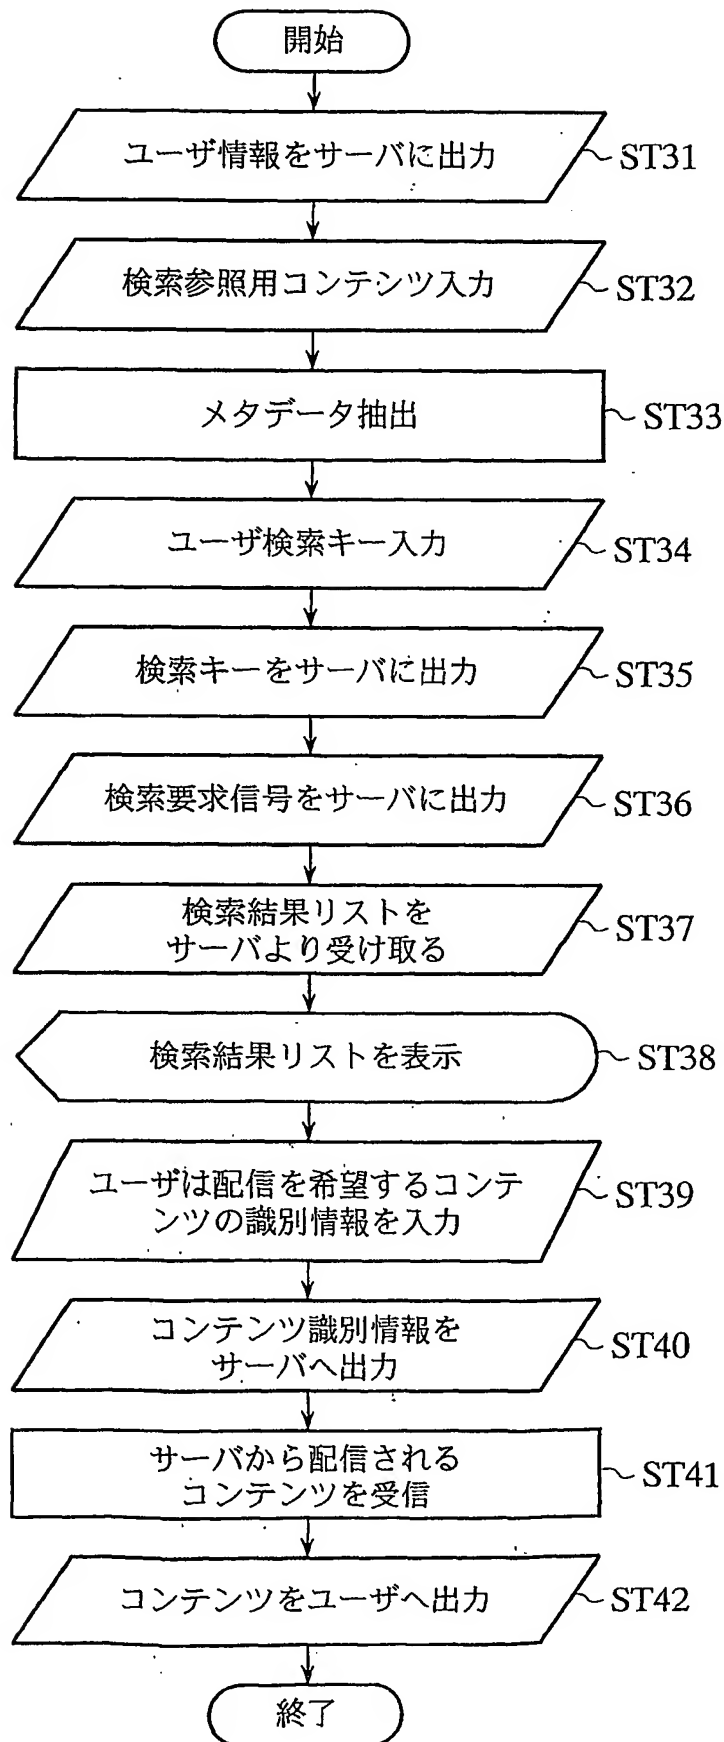 開始
ユーザ情報をサーバに出力
ST31
検索参照用コンテンツ入力
ST32
メタデータ抽出
ST33
ユーザ検索キー入力
ST34
検索キーをサーバに出力
ST35
検索要求信号をサーバに出力
ST36
検索結果リストを
サーバより受け取る
ST37
検索結果リストを表示
ST38
ユーザは配信を希望するコンテ
ンツの識別情報を入力
ST39
コンテンツ識別情報を
サーバへ出力
ST40
サーバから配信される
コンテンツを受信
ST41
コンテンツをユーザへ出力
ST42
終了